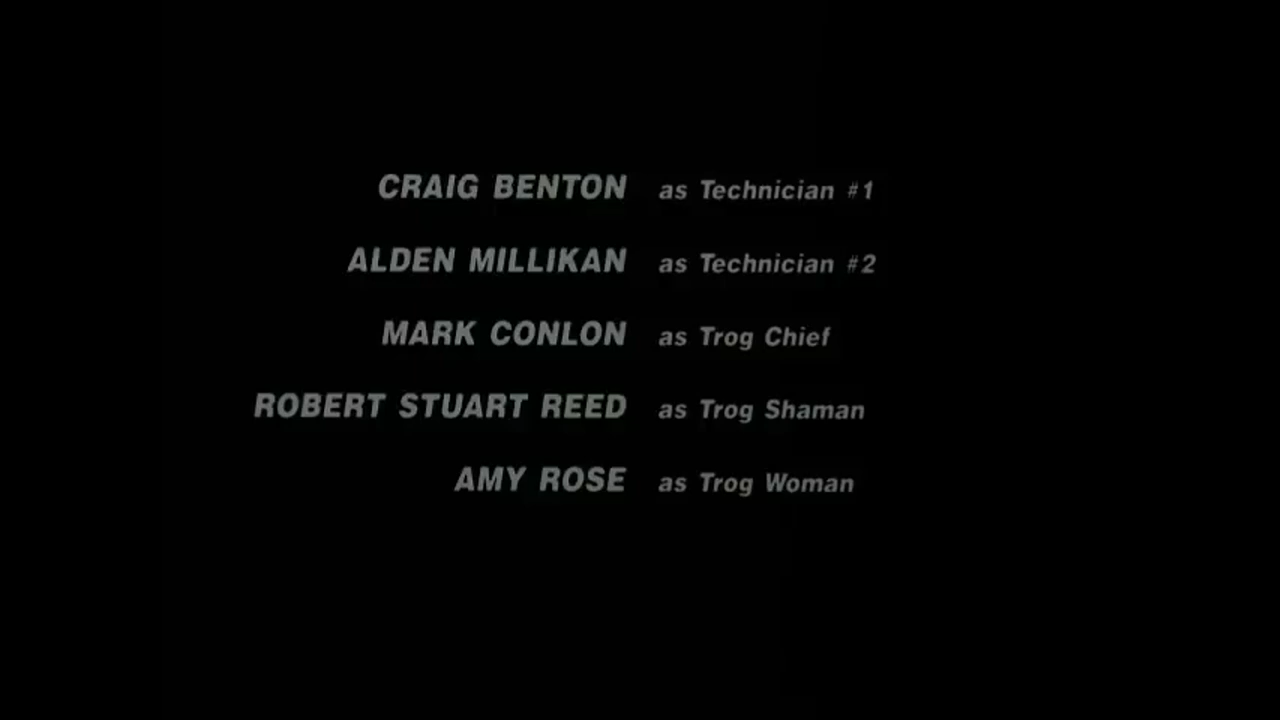 CRAIG BENTON as Technician #1
ALDEN MILLIKAN as Technician #2
MARK CONLON as Trog Chief
ROBERT STUART REED as Trog Shaman
AMY ROSE as Trog Woman